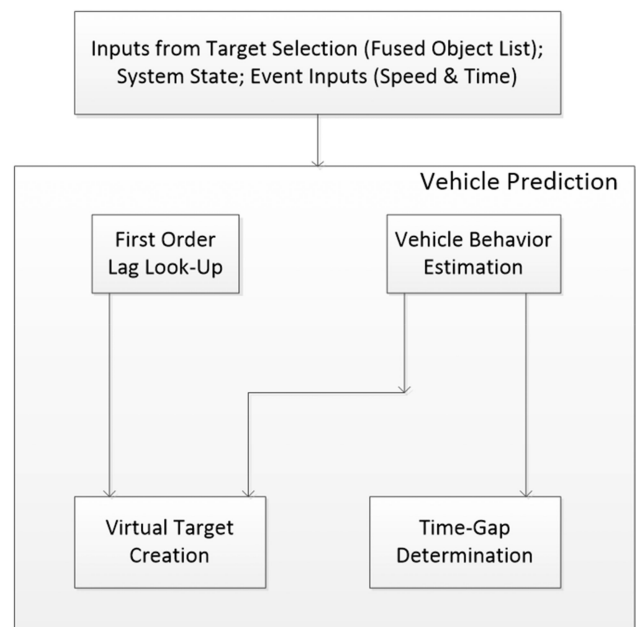 Inputs from Target Selection (Fused Object List);
System State; Event Inputs (Speed & Time)
Vehicle Prediction
First Order
Lag Look-Up
Vehicle Behavior
Estimation
Virtual Target
Creation
Time-Gap
Determination